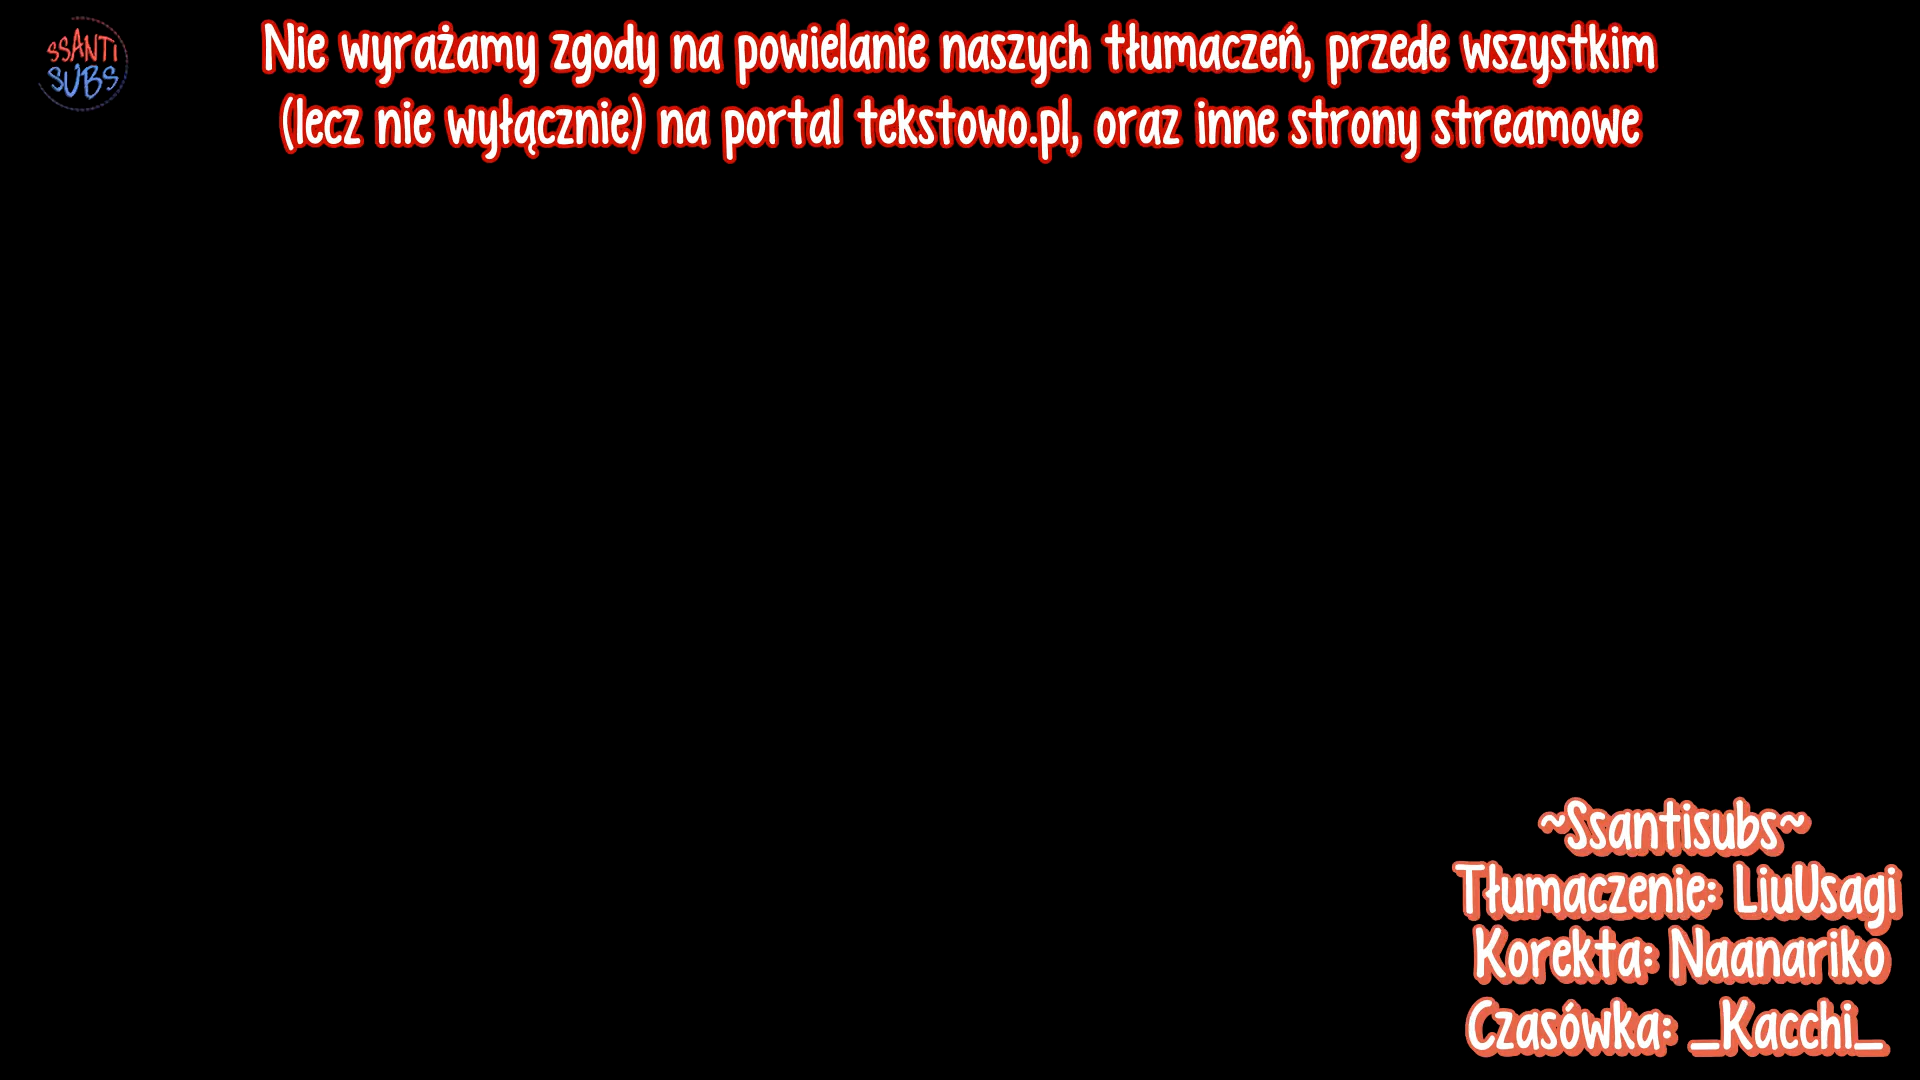 SSANTI
SUBS
Nie wyrażamy zgody na powielanie naszych tłumaczeń, przede wszystkim
(lecz nie wyłącznie) na portal tekstowo.pl, oraz inne strony streamowe
~Ssantisubs~
Tłumaczenie: LiuUsagi
Korekta: Naanariko
Czasówka: _Kacchi_